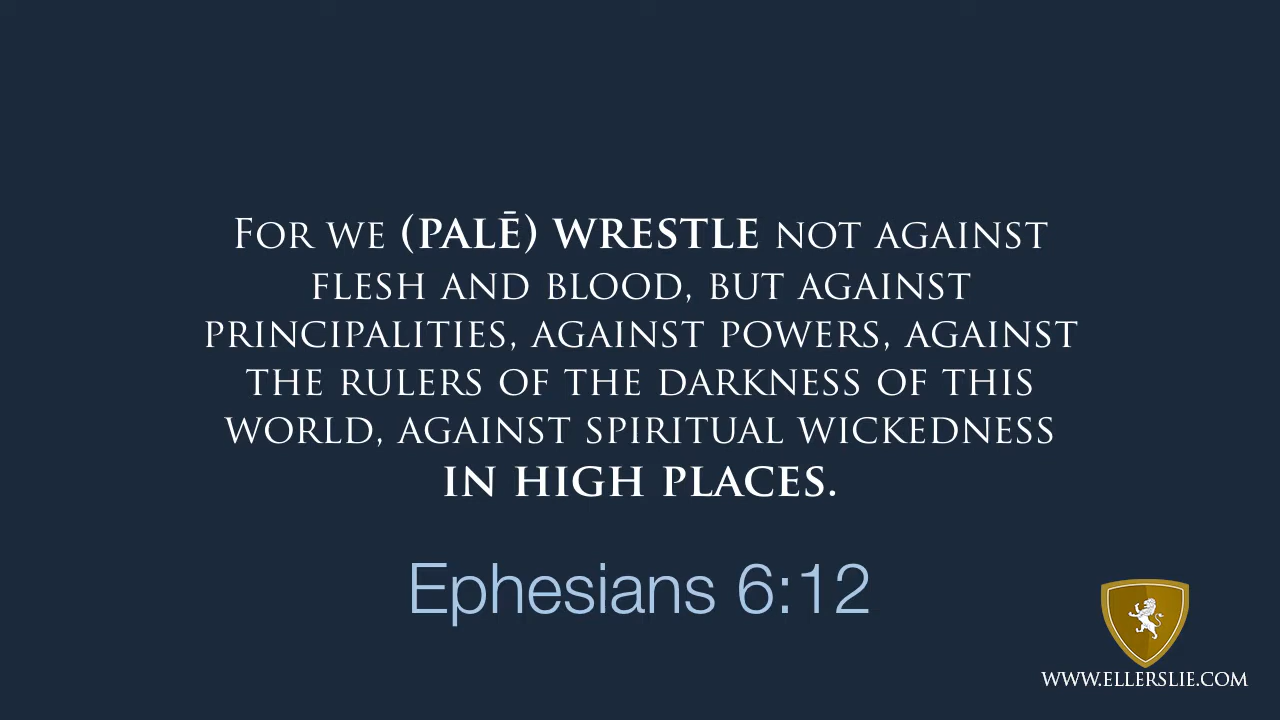 FOR WE (PALĒ) WRESTLE NOT AGAINST
FLESH AND BLOOD, BUT AGAINST
PRINCIPALITIES, AGAINST POWERS, AGAINST
THE RULERS OF THE DARKNESS OF THIS
WORLD, AGAINST SPIRITUAL WICKEDNESS
IN HIGH PLACES.
Ephesians 6:12
WWW.ELLERSLIE.COM